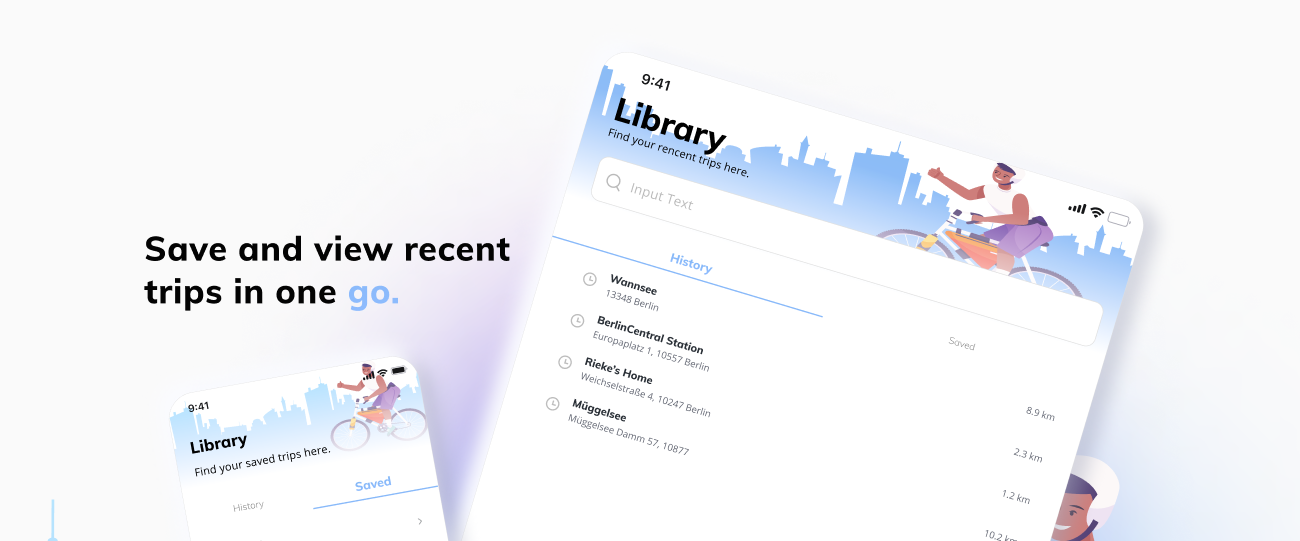 Save and view recent
trips in one go.
9:41
Library
Find your rencent trips here.
Input Text
History
Saved
Wannsee
13348 Berlin
8.9 km
BerlinCentral Station
Europaplatz 1, 10557 Berlin
2.3 km
Rieke's Home
Weichselstraße 4, 10247 Berlin
1.2 km
Müggelsee
Müggelsee Damm 57, 10877
10.2 km
9:41
Library
Find your saved trips here.
History
Saved